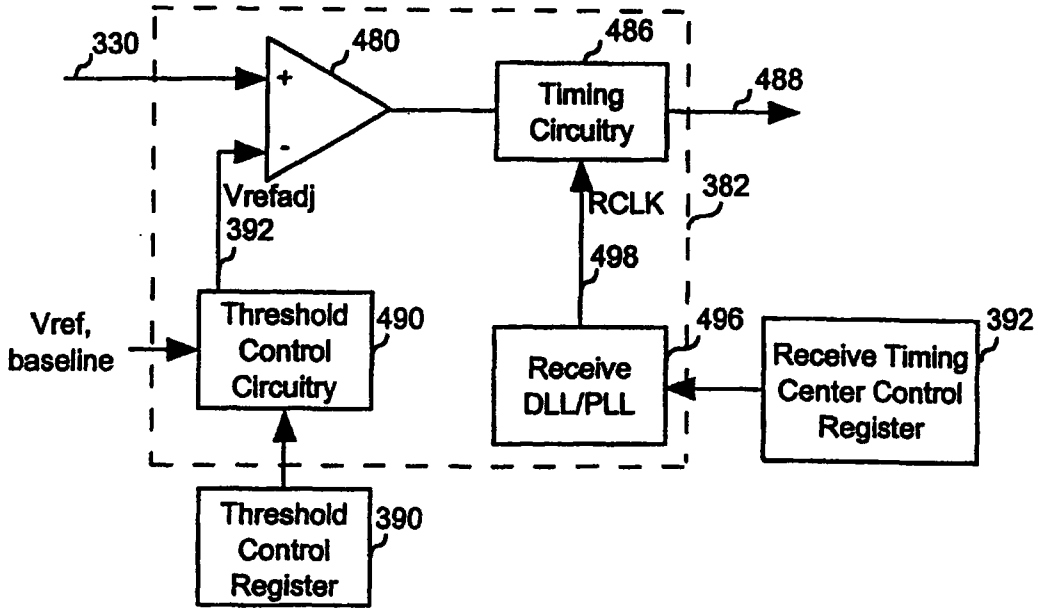 330
480
486
488
+
-
Timing
Circuitry
Vrefadj
392
RCLK
382
498
Vref,
baseline
Threshold
Control
Circuitry
490
Receive
DLL/PLL
496
Receive Timing
Center Control
Register
392
Threshold
Control
Register
390